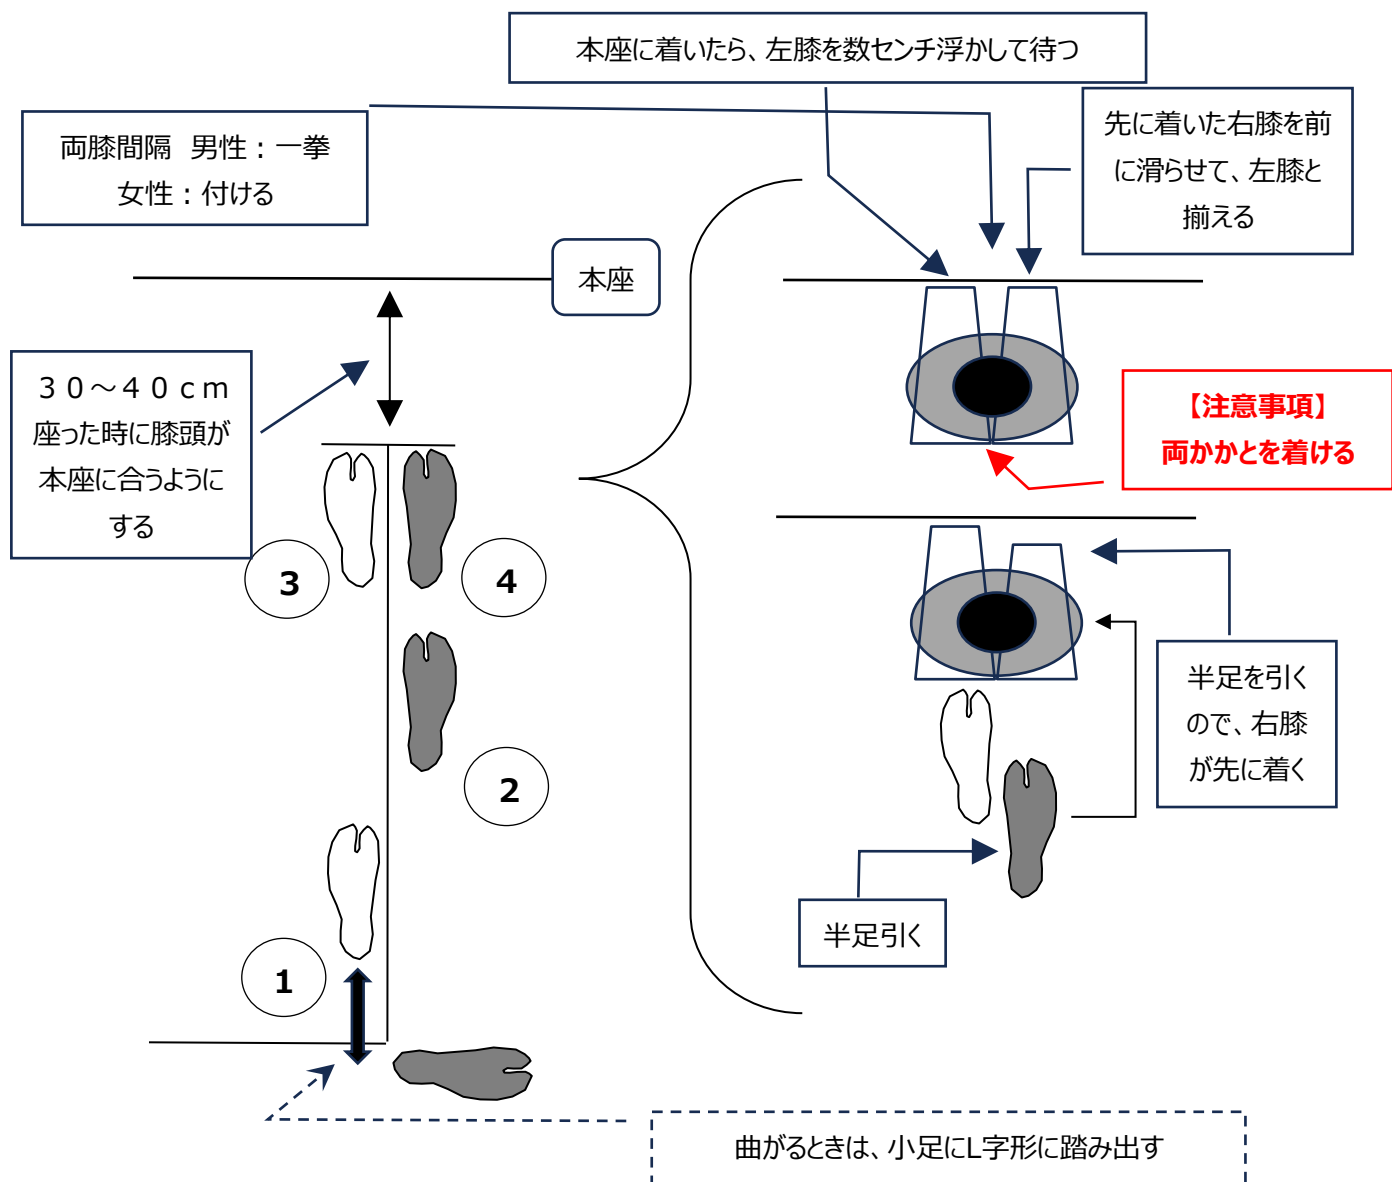 本座に着いたら、左膝を数センチ浮かして待つ
両膝間隔　男性：一拳
女性：付ける
先に着いた右膝を前
に滑らせて、左膝と
揃える
本座
３０～４０ｃｍ
座った時に膝頭が
本座に合うように
する
【注意事項】
両かかとを着ける
3
4
2
1
半足を引く
ので、右膝
が先に着く
半足引く
曲がるときは、小足にL字形に踏み出す